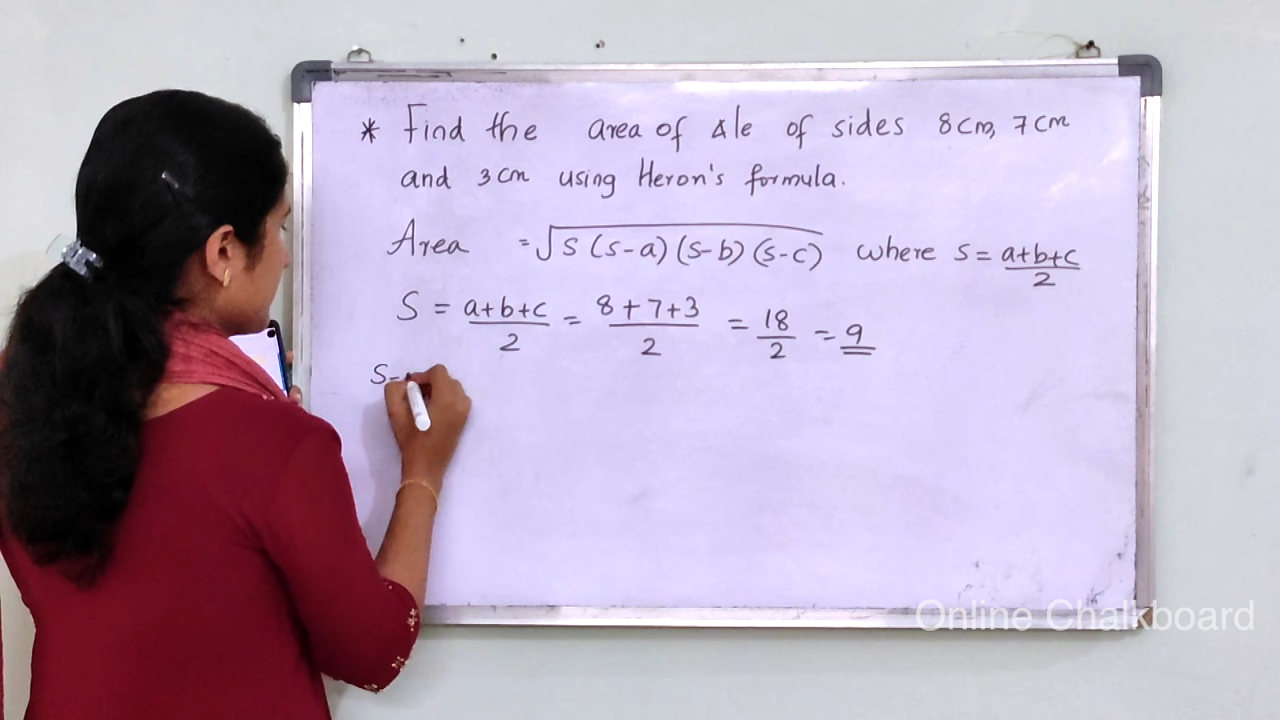 * Find the area of Δle of sides 8cm, 7cm
and 3cm using Heron's formula.
Area = √s(s-a)(s-b)(s-c) where s = a+b+c/2
S = a+b+c/2 = 8+7+3/2 = 18/2 = 9
S-
Online Chalkboard